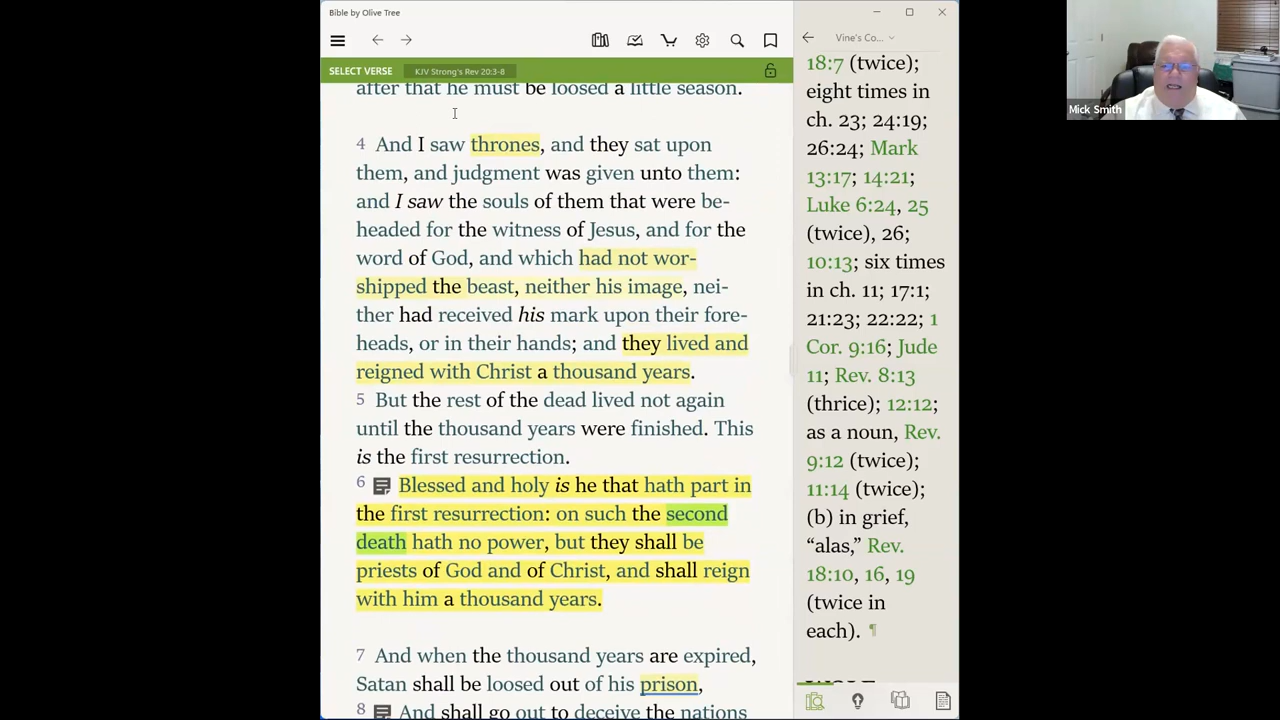 Bible by Olive Tree
SELECT VERSE KJV Strong's Rev 20:3-8
after that he must be loosed a little season.
4 And I saw thrones, and they sat upon
them, and judgment was given unto them:
and I saw the souls of them that were be-
headed for the witness of Jesus, and for the
word of God, and which had not wor-
shipped the beast, neither his image, nei-
ther had received his mark upon their fore-
heads, or in their hands; and they lived and
reigned with Christ a thousand years.
5 But the rest of the dead lived not again
until the thousand years were finished. This
is the first resurrection.
6 Blessed and holy is he that hath part in
the first resurrection: on such the second
death hath no power, but they shall be
priests of God and of Christ, and shall reign
with him a thousand years.
7 And when the thousand years are expired,
Satan shall be loosed out of his prison,
8 And shall go out to deceive the nations
Vine's Co...
18:7 (twice);
eight times in
ch. 23; 24:19;
26:24; Mark
13:17; 14:21;
Luke 6:24, 25
(twice), 26;
10:13; six times
in ch. 11; 17:1;
21:23; 22:22; 1
Cor. 9:16; Jude
11; Rev. 8:13
(thrice); 12:12;
as a noun, Rev.
9:12 (twice);
11:14 (twice);
(b) in grief,
“alas,” Rev.
18:10, 16, 19
(twice in
each). ¶
Mick Smith